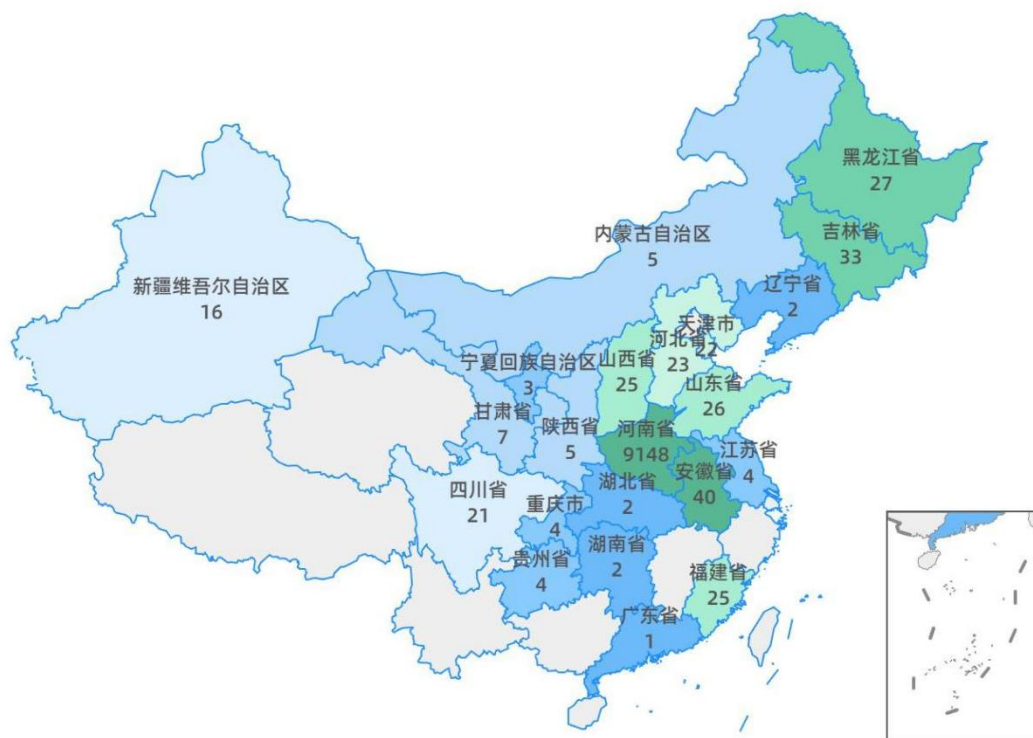 黑龙江省
27
吉林省
33
内蒙古自治区
5
辽宁省
2
新疆维吾尔自治区
16
天津市
22
河北省
23
宁夏回族自治区
3
山西省
25
山东省
26
甘肃省
7
陕西省
5
河南省
9148
江苏省
4
安徽省
40
四川省
21
重庆市
4
湖北省
2
贵州省
4
湖南省
2
福建省
25
广东省
1